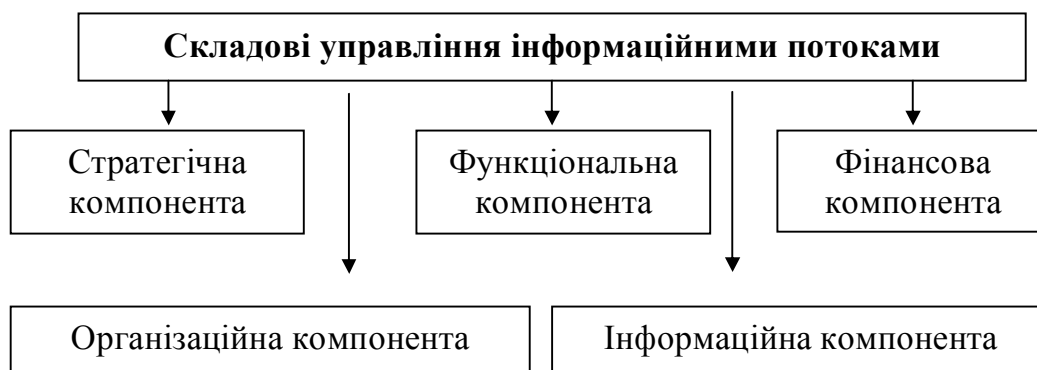 Складові управління інформаційними потоками
Стратегічна
компонента
Функціональна
компонента
Фінансова
компонента
Організаційна компонента
Інформаційна компонента